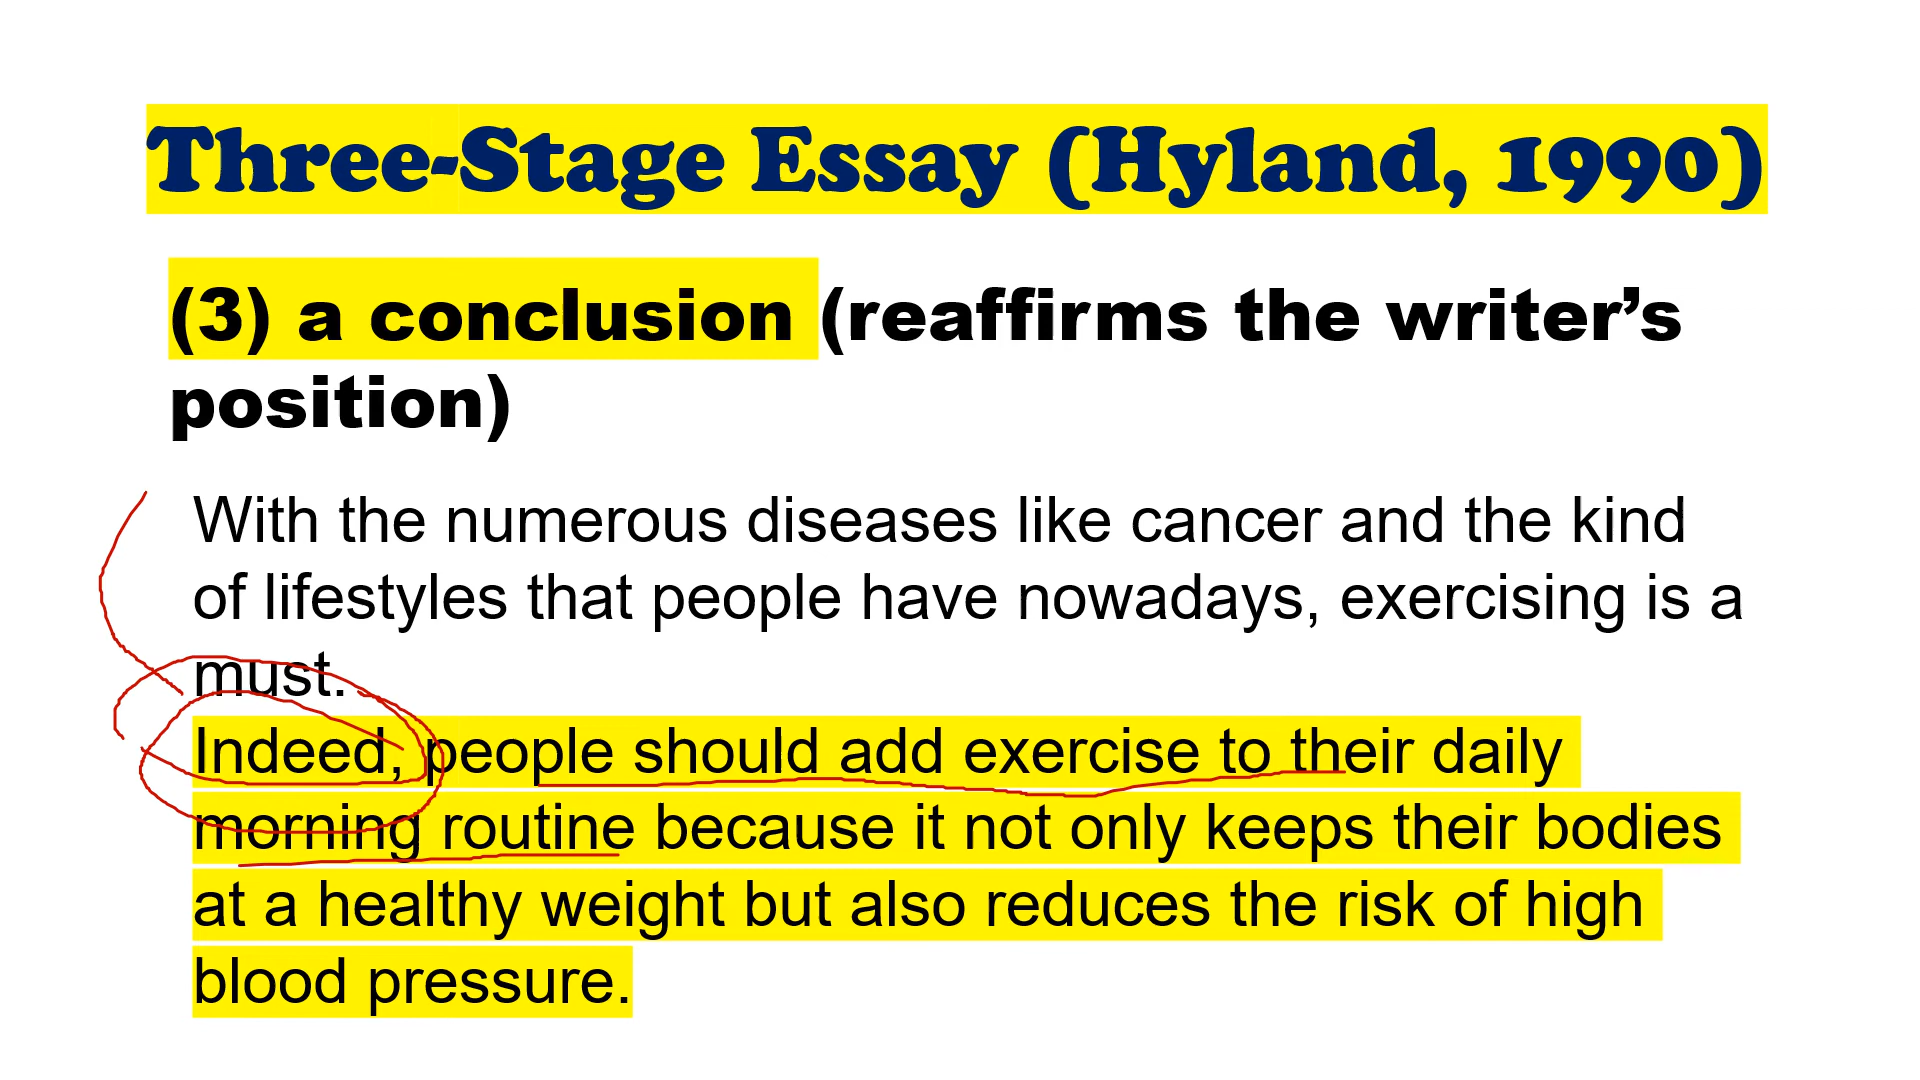 Three-Stage Essay (Hyland, 1990)
(3) a conclusion (reaffirms the writer’s
position)
With the numerous diseases like cancer and the kind
of lifestyles that people have nowadays, exercising is a
must.
Indeed, people should add exercise to their daily
morning routine because it not only keeps their bodies
at a healthy weight but also reduces the risk of high
blood pressure.